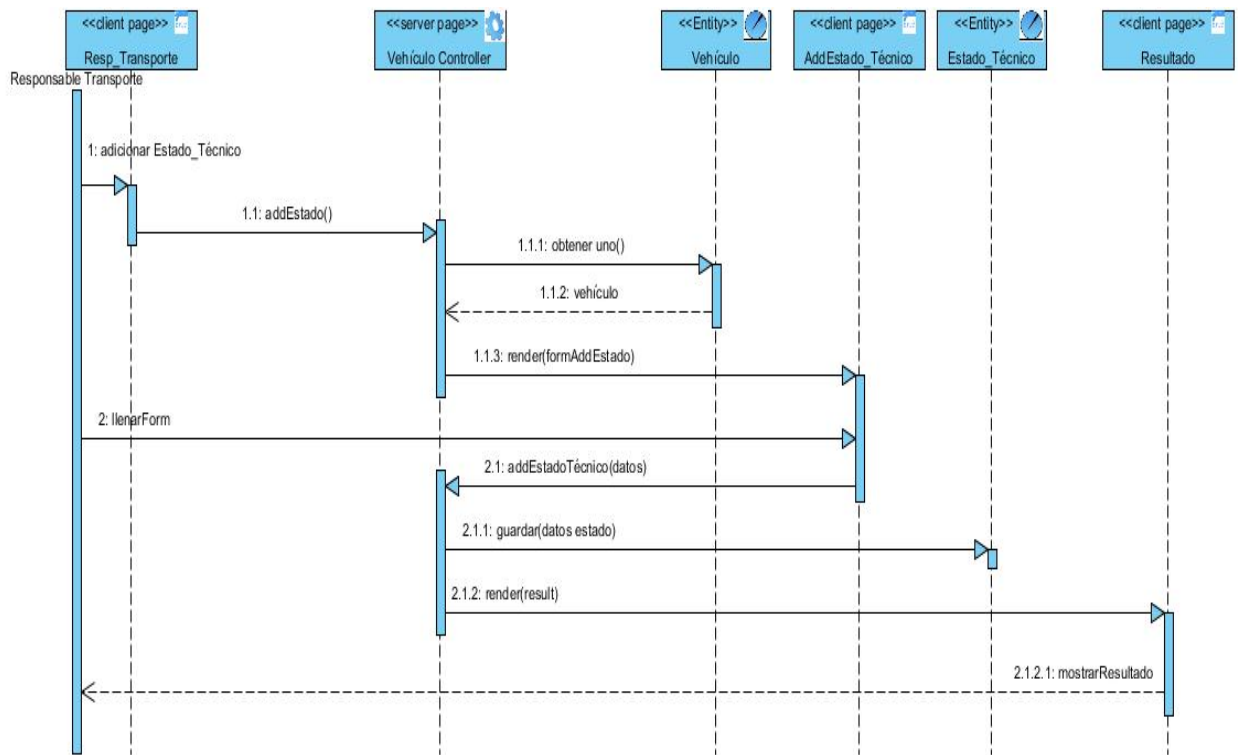 <<client page>>
Resp_Transporte
<<server page>>
Vehículo Controller
<<Entity>>
Vehículo
<<client page>>
AddEstado_Técnico
<<Entity>>
Estado_Técnico
<<client page>>
Resultado
Responsable Transporte
1: adicionar Estado_Técnico
1.1: addEstado()
1.1.1: obtener uno()
1.1.2: vehículo
1.1.3: render(formAddEstado)
2: llenarForm
2.1: addEstadoTécnico(datos)
2.1.1: guardar(datos estado)
2.1.2: render(result)
2.1.2.1: mostrarResultado